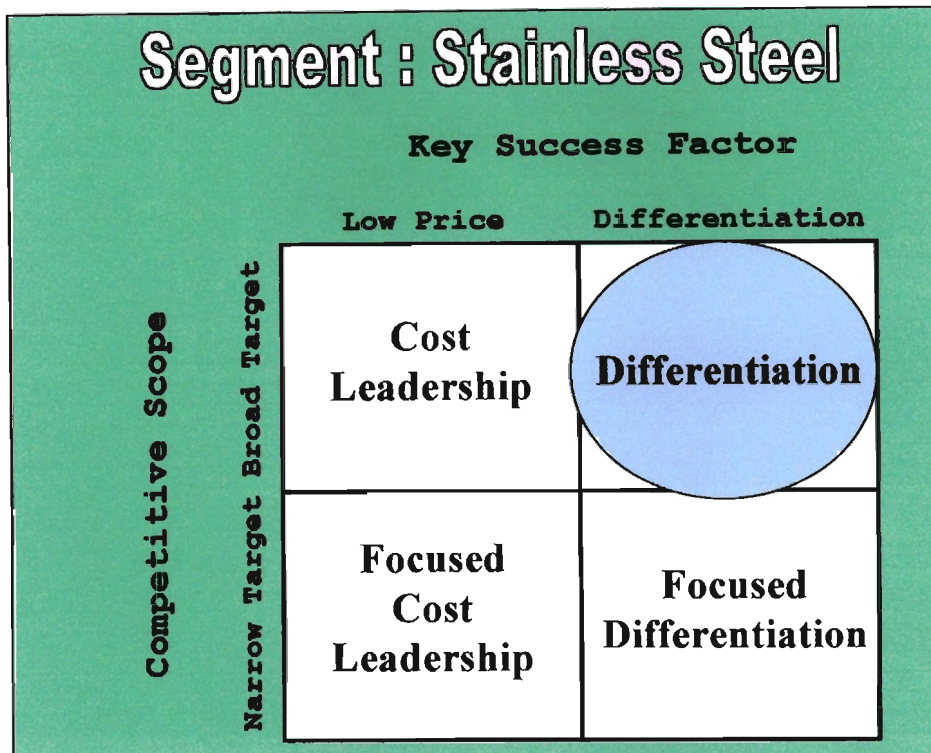 Segment : Stainless Steel
Key Success Factor
Low Price Differentiation
Competitive Scope
Narrow Target Broad Target
Cost
Leadership
Differentiation
Focused
Cost
Leadership
Focused
Differentiation